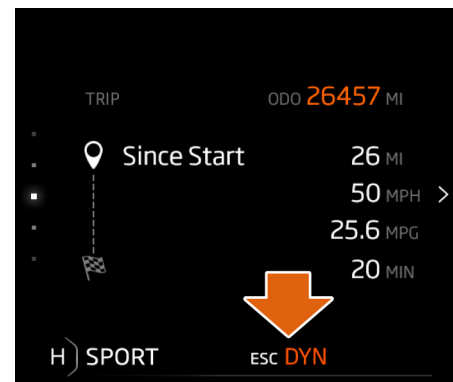 TRIP ODO 26457 MI
Since Start 26 MI
50 MPH >
25.6 MPG
20 MIN
H) SPORT ESC DYN